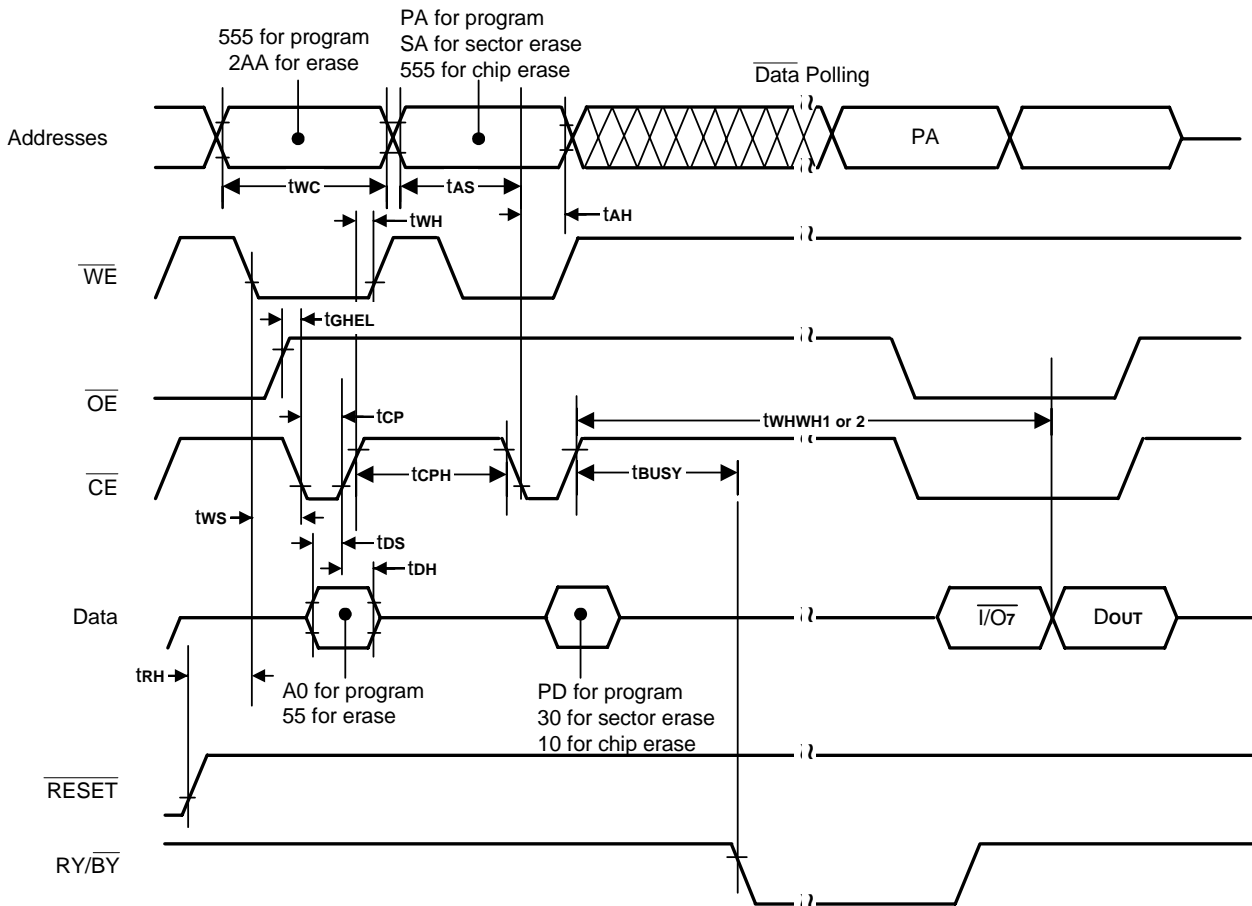 555 for program
2AA for erase
PA for program
SA for sector erase
555 for chip erase
Data Polling
Addresses
PA
tWC
tAS
tWH
tAH
WE
tGHEL
OE
tCP
tWHWH1 or 2
CE
tCPH
tBUSY
tWS
tDS
tDH
Data
I/O7
DOUT
tRH
A0 for program
55 for erase
PD for program
30 for sector erase
10 for chip erase
RESET
RY/BY